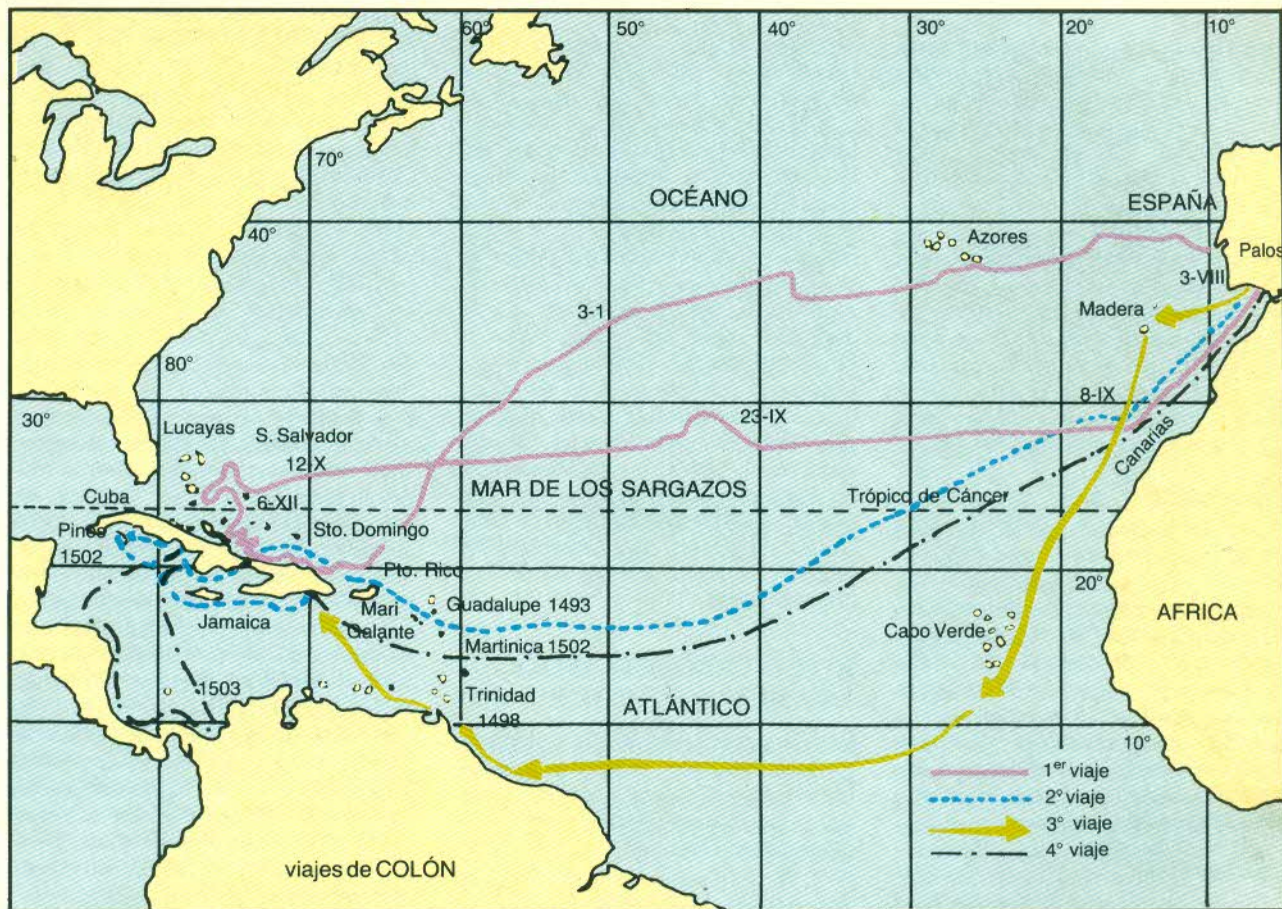 60°
50°
40°
30°
20°
10°
70°
OCÉANO
ESPAÑA
40°
Azores
Palos
3-VIII
3-1
Madera
80°
30°
Lucayas
S. Salvador
12-X
23-IX
8-IX
Canarias
6-XII
MAR DE LOS SARGAZOS
Trópico de Cáncer
Cuba
Pinos
1502
Sto. Domingo
Pto. Rico
20°
Jamaica
Mari
Galante
Guadalupe 1493
Cabo Verde
AFRICA
Martinica 1502
1503
Trinidad
1498
ATLÁNTICO
10°
1er viaje
2º viaje
3º viaje
4º viaje
viajes de COLÓN